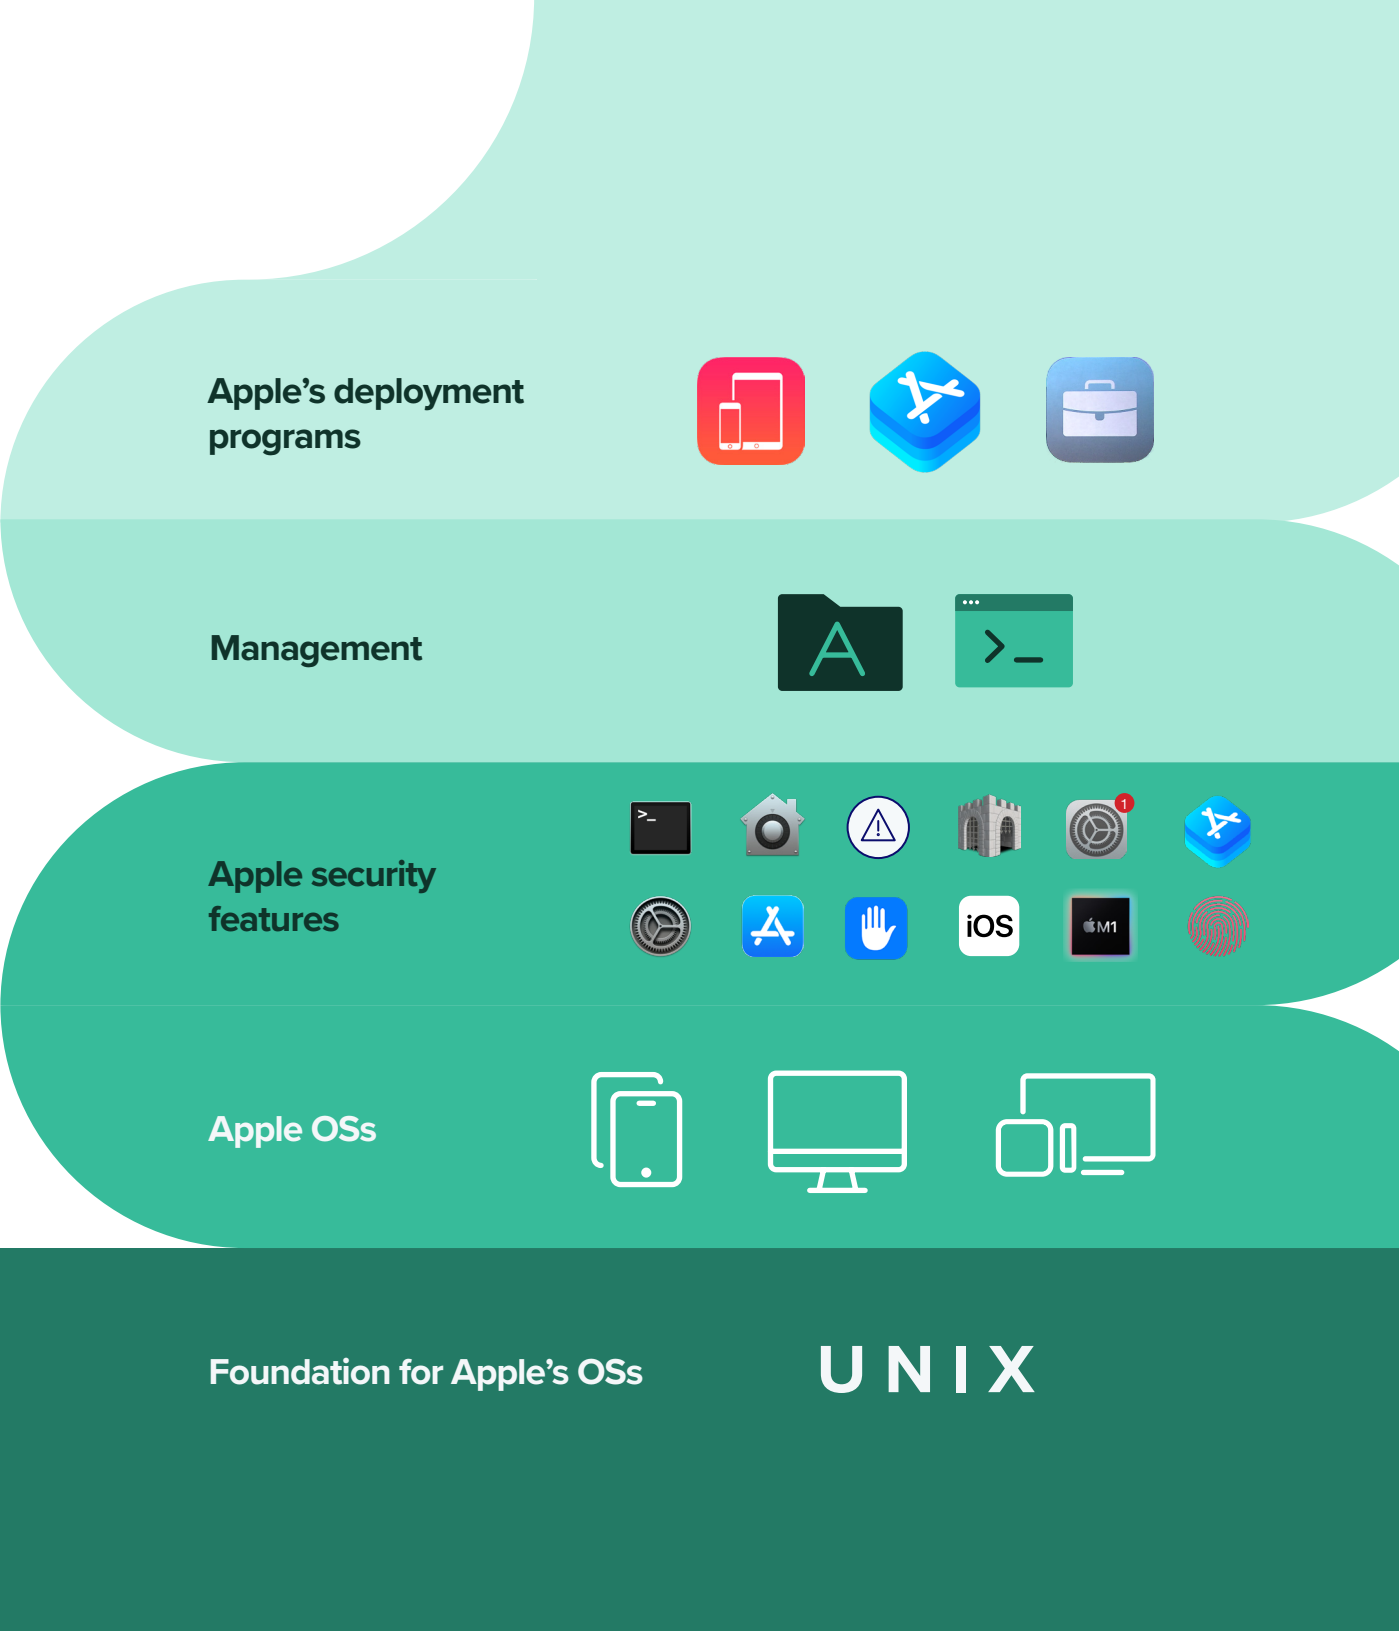 Apple’s deployment
programs
Management
>_
1
Apple security
features
iOS
M1
Apple OSs
Foundation for Apple’s OSs
UNIX